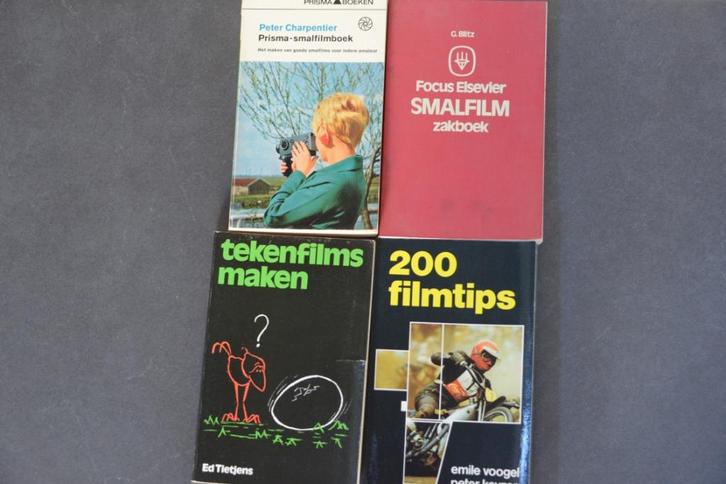 PRISMA BOEKEN
Peter Charpentier
Prisma-smalfilmboek
Het maken van goede smalfilms voor iedere amateur
G. Blitz
Focus Elsevier
SMALFILM
zakboek
tekenfilms
maken
?
Ed Tietjens
200
filmtips
emile voogel
peter